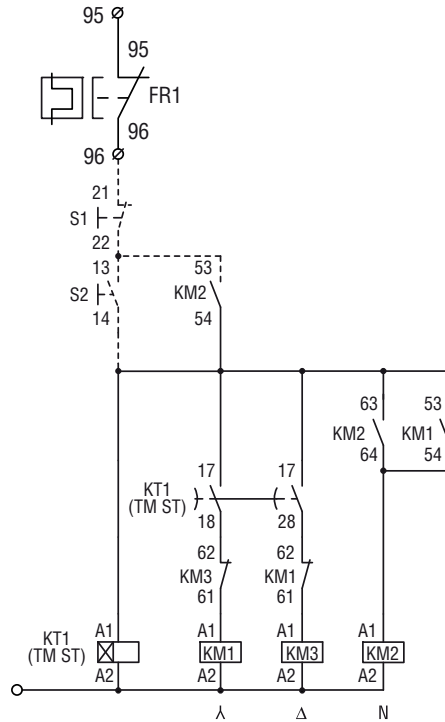 95
95
FR1
96
96
21
S1
22
13
53
S2
KM2
14
54
63
53
KM2
KM1
64
54
17
17
KT1
(TM ST)
18
28
62
62
KM3
KM1
61
61
KT1
(TM ST)
A1
A1
A1
A1
KM1
KM3
KM2
A2
A2
A2
A2
⅄
Δ
N